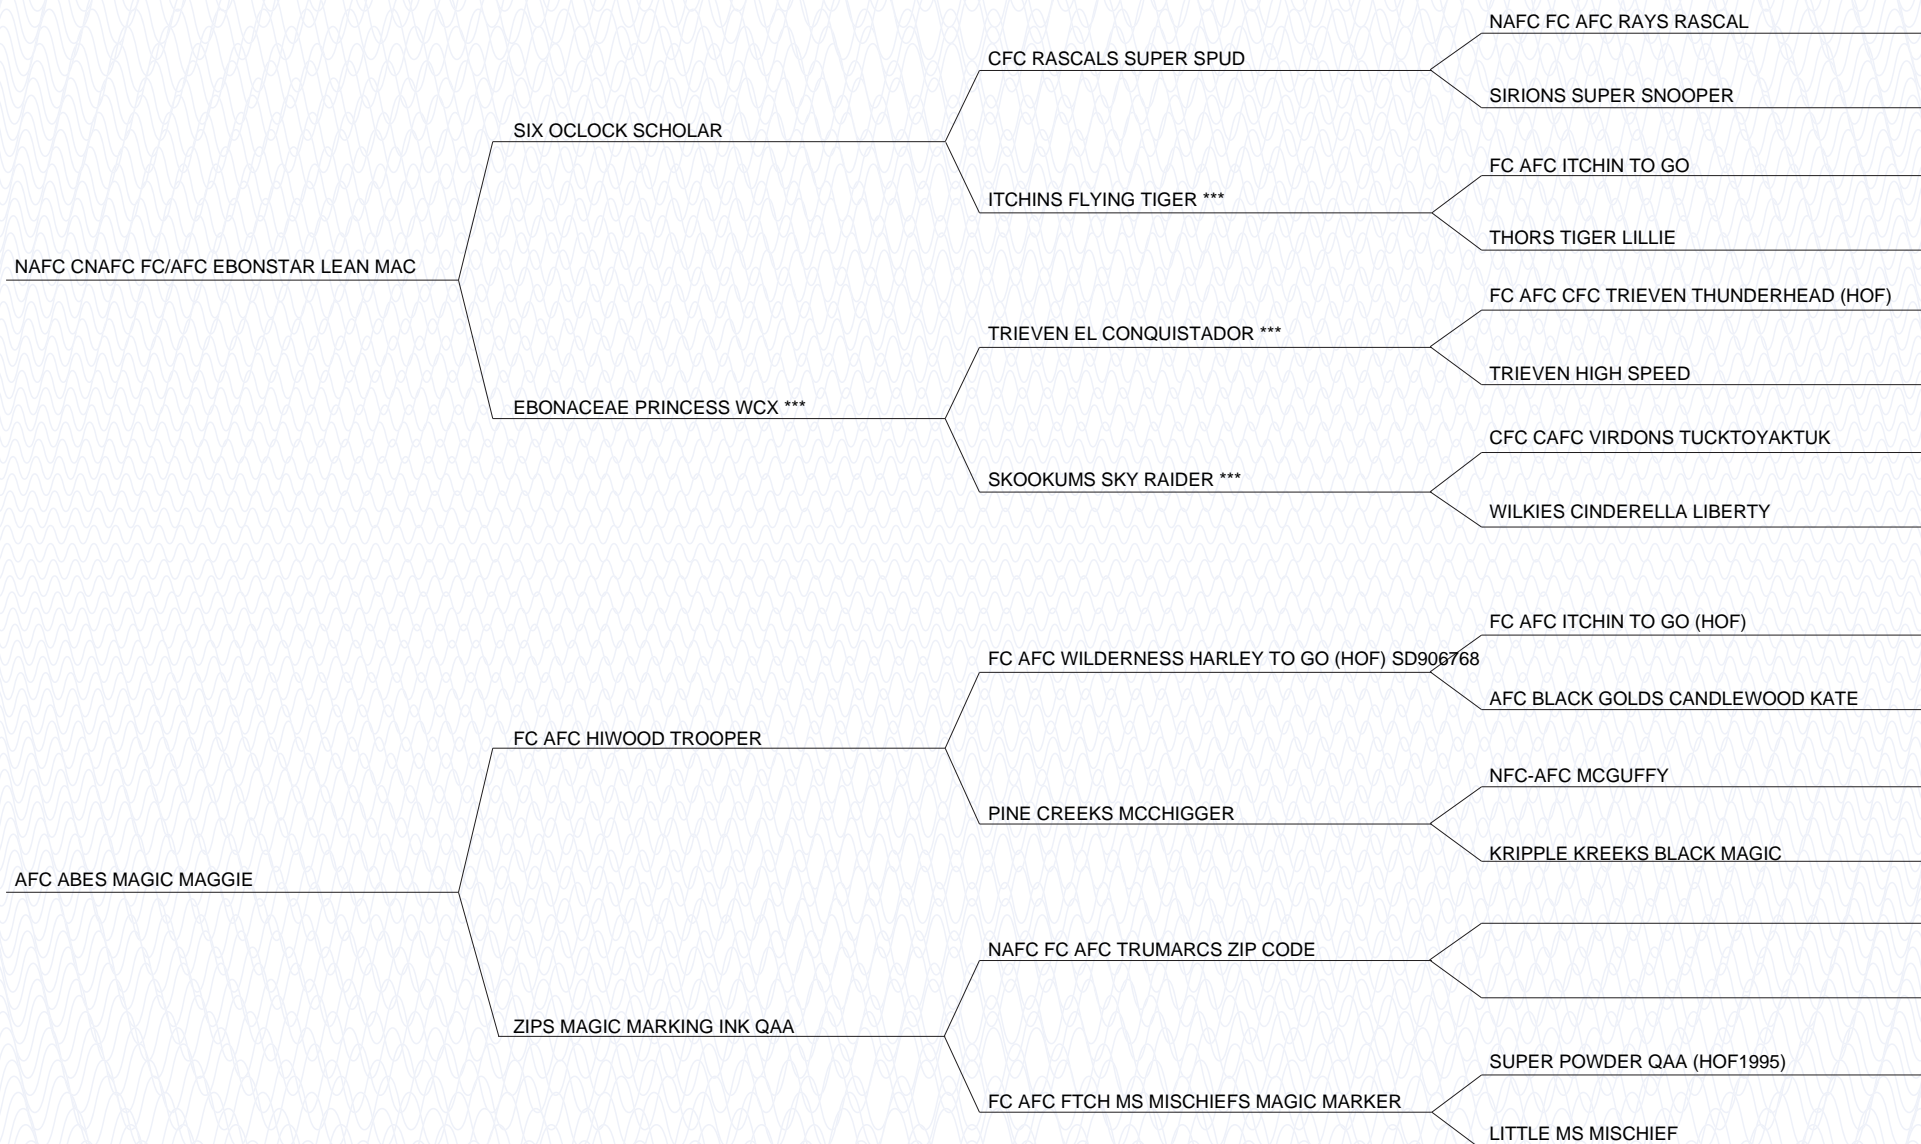 NAFC FC AFC RAYS RASCAL
CFC RASCALS SUPER SPUD
SIRIONS SUPER SNOOPER
SIX OCLOCK SCHOLAR
FC AFC ITCHIN TO GO
ITCHINS FLYING TIGER ***
THORS TIGER LILLIE
NAFC CNAFC FC/AFC EBONSTAR LEAN MAC
FC AFC CFC TRIEVEN THUNDERHEAD (HOF)
TRIEVEN EL CONQUISTADOR ***
TRIEVEN HIGH SPEED
EBONACEAE PRINCESS WCX ***
CFC CAFC VIRDONS TUCKTOYAKTUK
SKOOKUMS SKY RAIDER ***
WILKIES CINDERELLA LIBERTY
FC AFC ITCHIN TO GO (HOF)
FC AFC WILDERNESS HARLEY TO GO (HOF) SD906768
AFC BLACK GOLDS CANDLEWOOD KATE
FC AFC HIWOOD TROOPER
NFC-AFC MCGUFFY
PINE CREEKS MCCHIGGER
KRIPPLE KREEKS BLACK MAGIC
AFC ABES MAGIC MAGGIE
NAFC FC AFC TRUMARCS ZIP CODE
ZIPS MAGIC MARKING INK QAA
SUPER POWDER QAA (HOF1995)
FC AFC FTCH MS MISCHIEFS MAGIC MARKER
LITTLE MS MISCHIEF